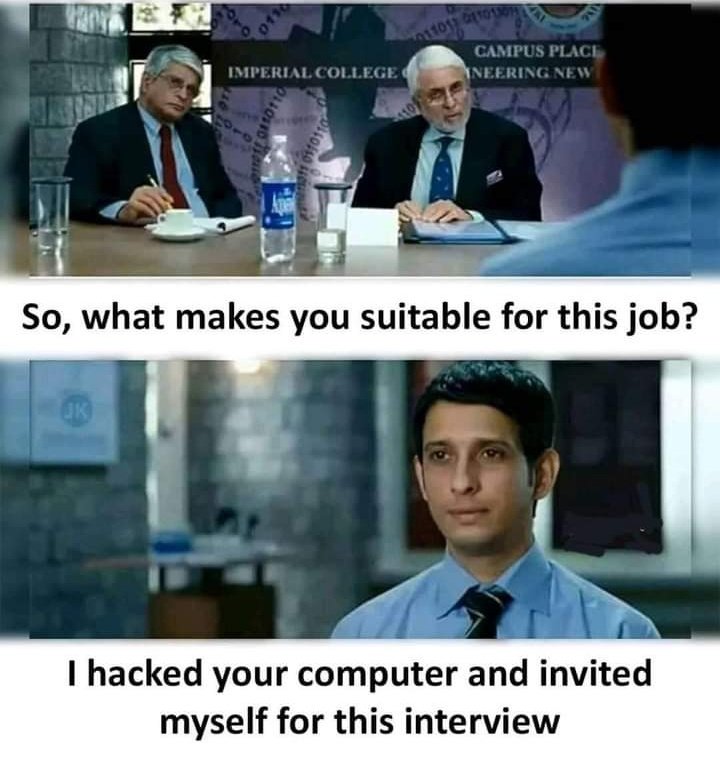 CAMPUS PLACE
IMPERIAL COLLEGE
NEERING NEW
So, what makes you suitable for this job?
JK
I hacked your computer and invited
myself for this interview